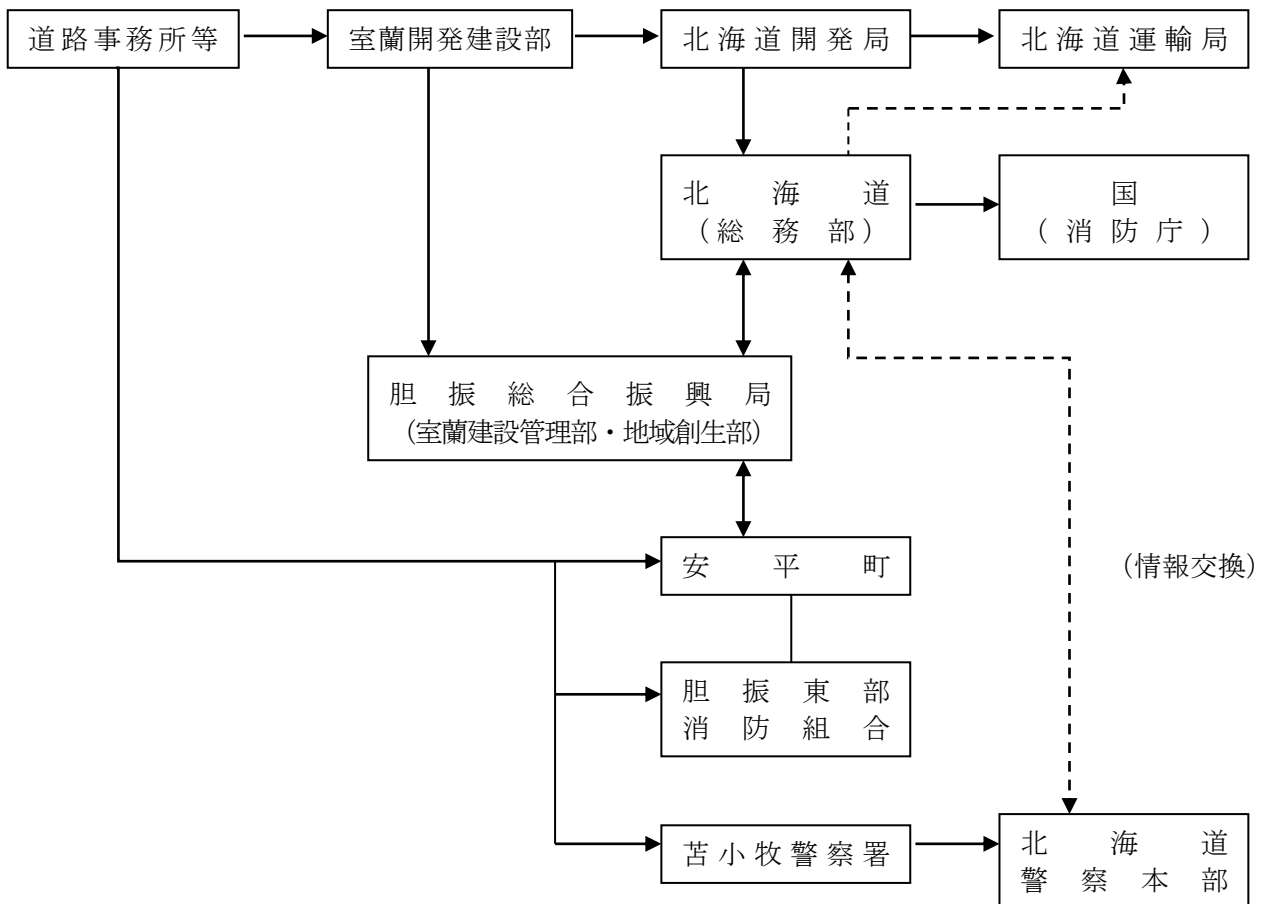 道路事務所等
室蘭開発建設部
北海道開発局
北海道運輸局
北海道
（総務部）
国
（消防庁）
胆振総合振興局
（室蘭建設管理部・地域創生部）
安平町
（情報交換）
胆振東部
消防組合
苫小牧警察署
北海道
警察本部